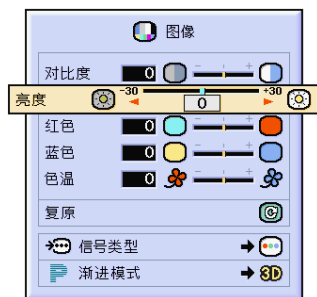 图像
对比度 0 - +
亮度 -30 0 +30
红色 0 - +
蓝色 0 - +
色温 0 - +
复原
信号类型
P 渐进模式 3D